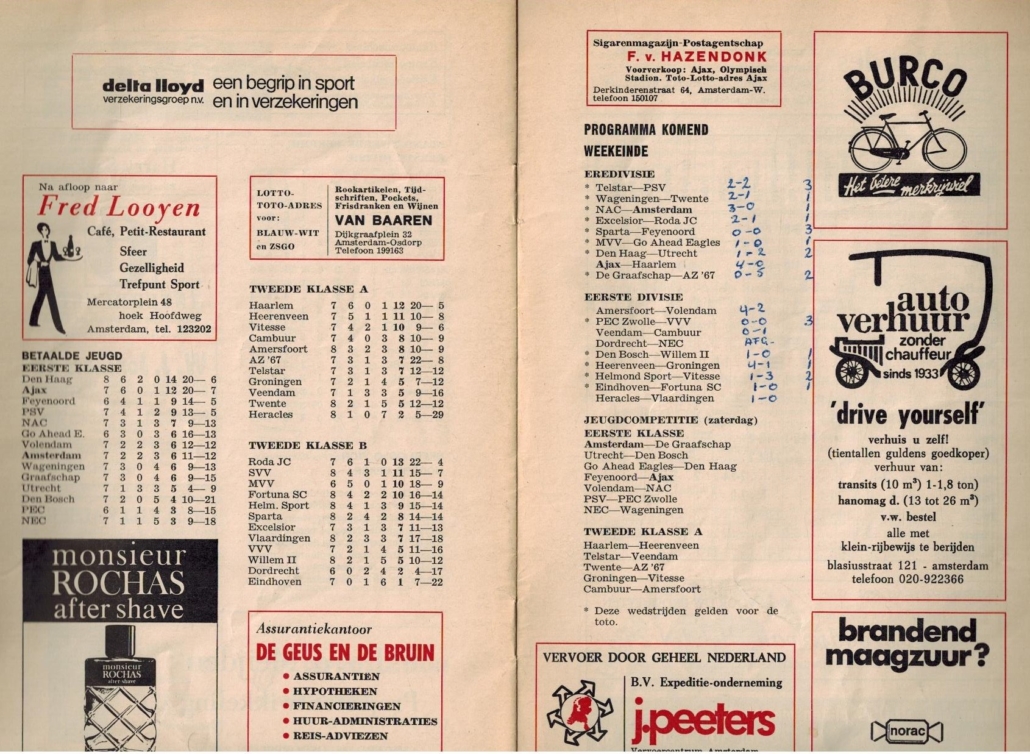 delta lloyd
verzekeringsgroep n.v.
een begrip in sport
en in verzekeringen
Na afloop naar
Fred Looyen
Café, Petit-Restaurant
Sfeer
Gezelligheid
Trefpunt Sport
Mercatorplein 48
hoek Hoofdweg
Amsterdam, tel. 123202
BETAALDE JEUGD
EERSTE KLASSE
Den Haag 8 6 2 0 14 20— 6
Ajax 7 6 0 1 12 20— 7
Feyenoord 6 4 1 1 9 14— 5
PSV 7 4 1 2 9 13— 5
NAC 7 3 1 3 7 9—13
Go Ahead E. 6 3 0 3 6 16—13
Volendam 7 2 2 3 6 12—12
Amsterdam 7 2 2 3 6 11—12
Wageningen 7 3 0 4 6 9—13
Graafschap 7 3 0 4 6 9—15
Utrecht 7 1 3 3 5 4— 9
Den Bosch 7 2 0 5 4 10—21
PEC 6 1 1 4 3 8—15
NEC 7 1 1 5 3 9—18
monsieur
ROCHAS
after shave
monsieur
ROCHAS
after shave
LOTTO-
TOTO-ADRES
voor:
BLAUW-WIT
en ZSGO
Rookartikelen, Tijd-
schriften, Pockets,
Frisdranken en Wijnen
VAN BAAREN
Dijkgraafplein 32
Amsterdam-Osdorp
Telefoon 199163
TWEEDE KLASSE A
Haarlem 7 6 0 1 12 20— 5
Heerenveen 7 5 1 1 11 10— 8
Vitesse 7 4 2 1 10 9— 6
Cambuur 7 4 0 3 8 10— 9
Amersfoort 8 3 2 3 8 10— 9
AZ '67 7 3 1 3 7 22— 8
Telstar 7 3 1 3 7 12—12
Groningen 7 2 1 4 5 7—12
Veendam 7 1 3 3 5 9—16
Twente 8 2 1 5 5 12—12
Heracles 8 1 0 7 2 5—29
TWEEDE KLASSE B
Roda JC 7 6 1 0 13 22— 4
SVV 8 4 3 1 11 15— 7
MVV 6 5 0 1 10 18— 9
Fortuna SC 8 4 2 2 10 16—14
Helm. Sport 8 4 1 3 9 15—14
Sparta 8 2 4 2 8 14—14
Excelsior 7 3 1 3 7 11—13
Vlaardingen 8 2 3 3 7 17—18
VVV 7 2 1 4 5 11—16
Willem II 8 2 1 5 5 10—12
Dordrecht 6 0 2 4 2 4—17
Eindhoven 7 0 1 6 1 7—22
Assurantiekantoor
DE GEUS EN DE BRUIN
● ASSURANTIEN
● HYPOTHEKEN
● FINANCIERINGEN
● HUUR-ADMINISTRATIES
● REIS-ADVIEZEN
Sigarenmagazijn-Postagentschap
F. v. HAZENDONK
Voorverkoop: Ajax, Olympisch
Stadion. Toto-Lotto-adres Ajax
Derkinderenstraat 64, Amsterdam-W.
telefoon 150107
PROGRAMMA KOMEND
WEEKEINDE
EREDIVISIE
* Telstar—PSV 2-2 3
* Wageningen—Twente 2-1 1
* NAC—Amsterdam 3-0 1
* Excelsior—Roda JC 2-1 1
* Sparta—Feyenoord 0-0 3
* MVV—Go Ahead Eagles 1-0 1
* Den Haag—Utrecht 1-2 2
Ajax—Haarlem 4-0
* De Graafschap—AZ '67 0-5 2
EERSTE DIVISIE
Amersfoort—Volendam 4-2
* PEC Zwolle—VVV 0-0 3
Veendam—Cambuur 0-1
Dordrecht—NEC AFG-
* Den Bosch—Willem II 1-0 1
* Heerenveen—Groningen 4-1 1
* Helmond Sport—Vitesse 1-3 2
* Eindhoven—Fortuna SC 1-0 1
Heracles—Vlaardingen 1-0
JEUGDCOMPETITIE (zaterdag)
EERSTE KLASSE
Amsterdam—De Graafschap
Utrecht—Den Bosch
Go Ahead Eagles—Den Haag
Feyenoord—Ajax
Volendam—NAC
PSV—PEC Zwolle
NEC—Wageningen
TWEEDE KLASSE A
Haarlem—Heerenveen
Telstar—Veendam
Twente—AZ '67
Groningen—Vitesse
Cambuur—Amersfoort
* Deze wedstrijden gelden voor de
toto.
VERVOER DOOR GEHEEL NEDERLAND
B.V. Expeditie-onderneming
j.peeters
Vervoercentrum Amsterdam
BURCO
Het betere merkrijwiel
auto
verhuur
zonder
chauffeur
sinds 1933
'drive yourself'
verhuis u zelf!
(tientallen guldens goedkoper)
verhuur van:
transits (10 m³) 1-1,8 ton)
hanomag d. (13 tot 26 m³)
v.w. bestel
alle met
klein-rijbewijs te berijden
blasiusstraat 121 - amsterdam
telefoon 020-922366
brandend
maagzuur?
norac